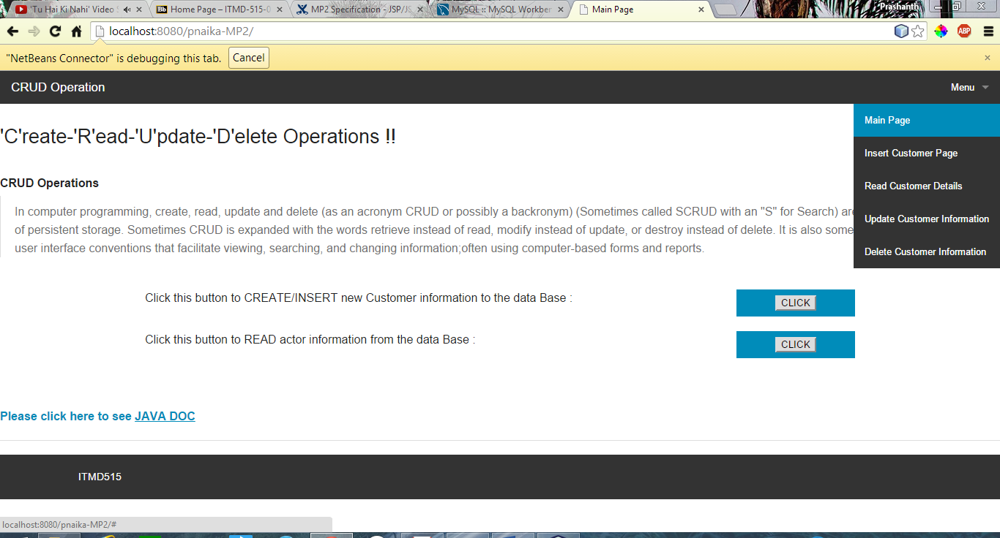 'Tu Hai Ki Nahi' Video
Bb Home Page – ITMD-515-0
MP2 Specification - JSP/JS
MySQL :: MySQL Workben
Main Page
Prashanth
localhost:8080/pnaika-MP2/
ABP
"NetBeans Connector" is debugging this tab. Cancel
CRUD Operation
Menu
Main Page
Insert Customer Page
Read Customer Details
Update Customer Information
Delete Customer Information
'C'reate-'R'ead-'U'pdate-'D'elete Operations !!
CRUD Operations
In computer programming, create, read, update and delete (as an acronym CRUD or possibly a backronym) (Sometimes called SCRUD with an "S" for Search) are
of persistent storage. Sometimes CRUD is expanded with the words retrieve instead of read, modify instead of update, or destroy instead of delete. It is also some
user interface conventions that facilitate viewing, searching, and changing information;often using computer-based forms and reports.
Click this button to CREATE/INSERT new Customer information to the data Base : CLICK
Click this button to READ actor information from the data Base : CLICK
Please click here to see JAVA DOC
ITMD515
localhost:8080/pnaika-MP2/#